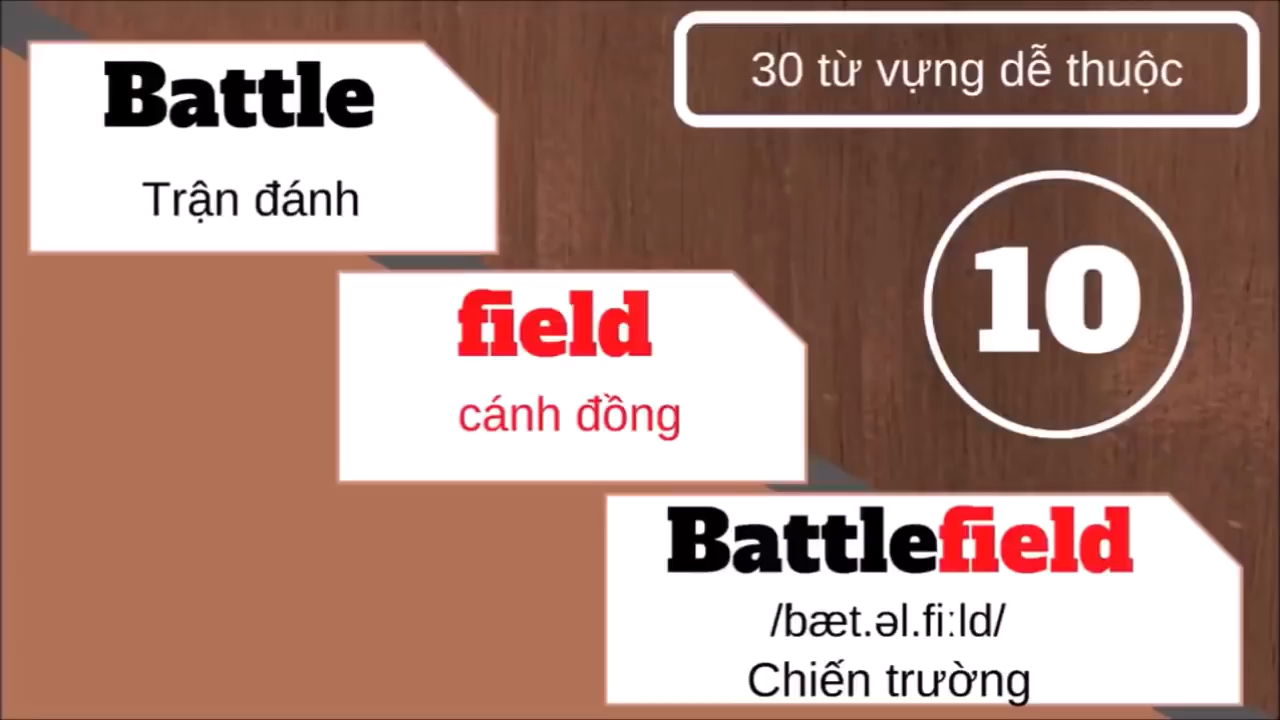 Battle
Trận đánh
30 từ vựng dễ thuộc
10
field
cánh đồng
Battlefield
/bæt.əl.fiːld/
Chiến trường